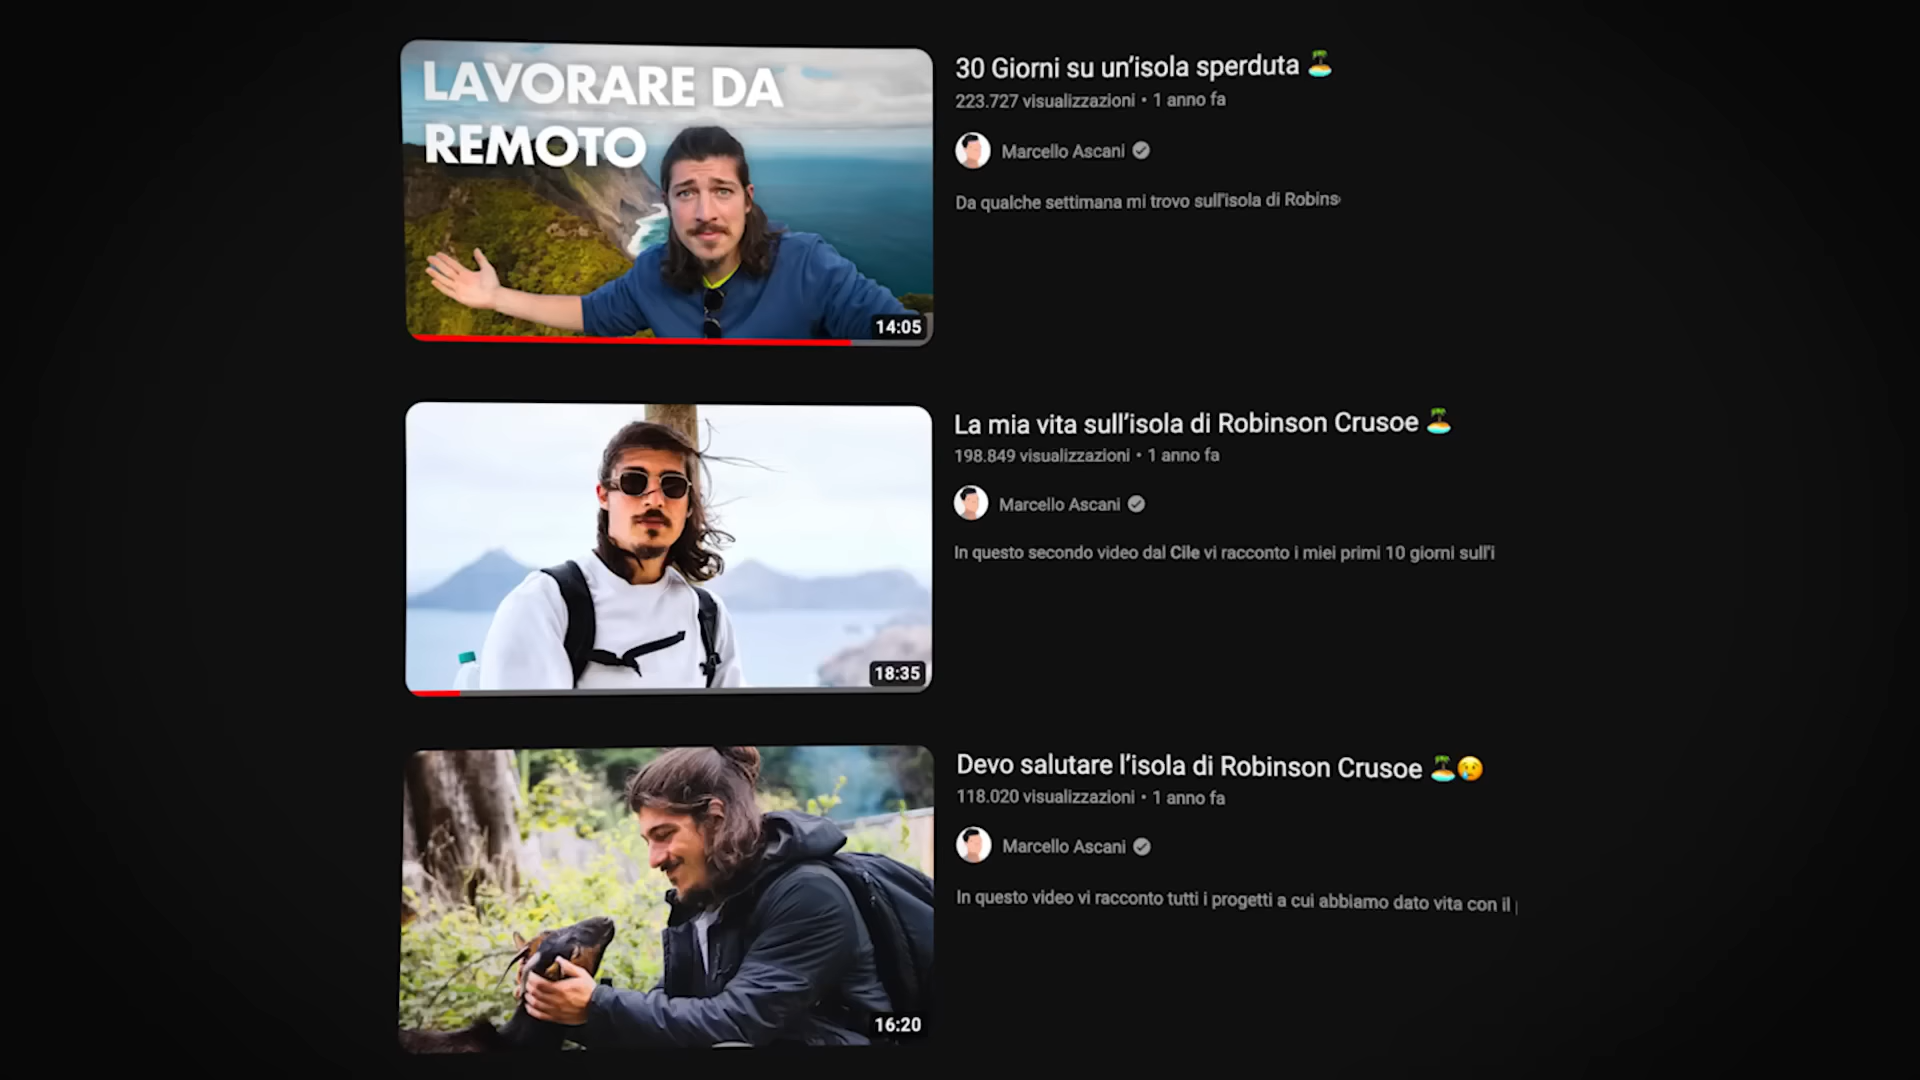 LAVORARE DA
REMOTO
14:05
30 Giorni su un'isola sperduta 🏝️
223.727 visualizzazioni • 1 anno fa
Marcello Ascani
Da qualche settimana mi trovo sull'isola di Robins
18:35
La mia vita sull'isola di Robinson Crusoe 🏝️
198.849 visualizzazioni • 1 anno fa
Marcello Ascani
In questo secondo video dal Cile vi racconto i miei primi 10 giorni sull'i
16:20
Devo salutare l'isola di Robinson Crusoe 🏝️😢
118.020 visualizzazioni • 1 anno fa
Marcello Ascani
In questo video vi racconto tutti i progetti a cui abbiamo dato vita con il